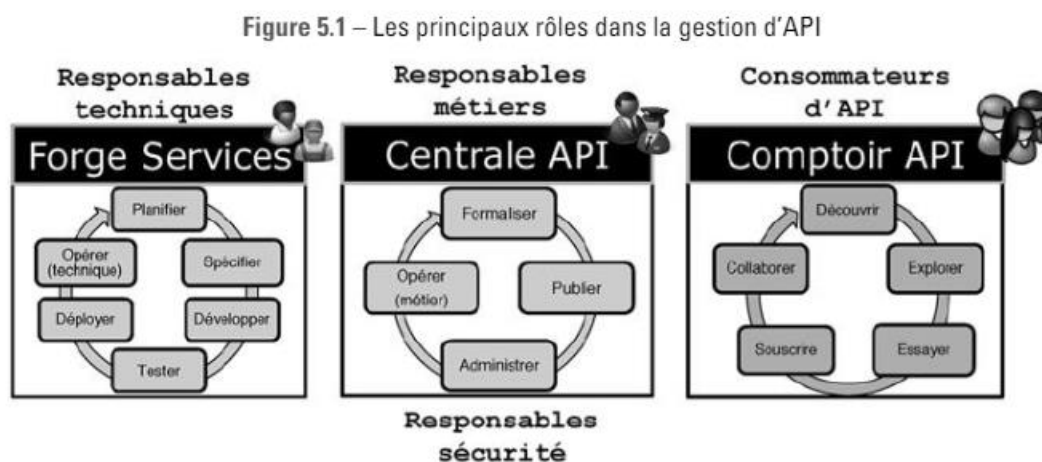 Figure 5.1 – Les principaux rôles dans la gestion d'API
Responsables
techniques
Forge Services
Planifier
Spécifier
Développer
Tester
Déployer
Opérer
(technique)
Responsables
métiers
Centrale API
Formaliser
Publier
Administrer
Opérer
(métier)
Responsables
sécurité
Consommateurs
d'API
Comptoir API
Découvrir
Explorer
Essayer
Souscrire
Collaborer